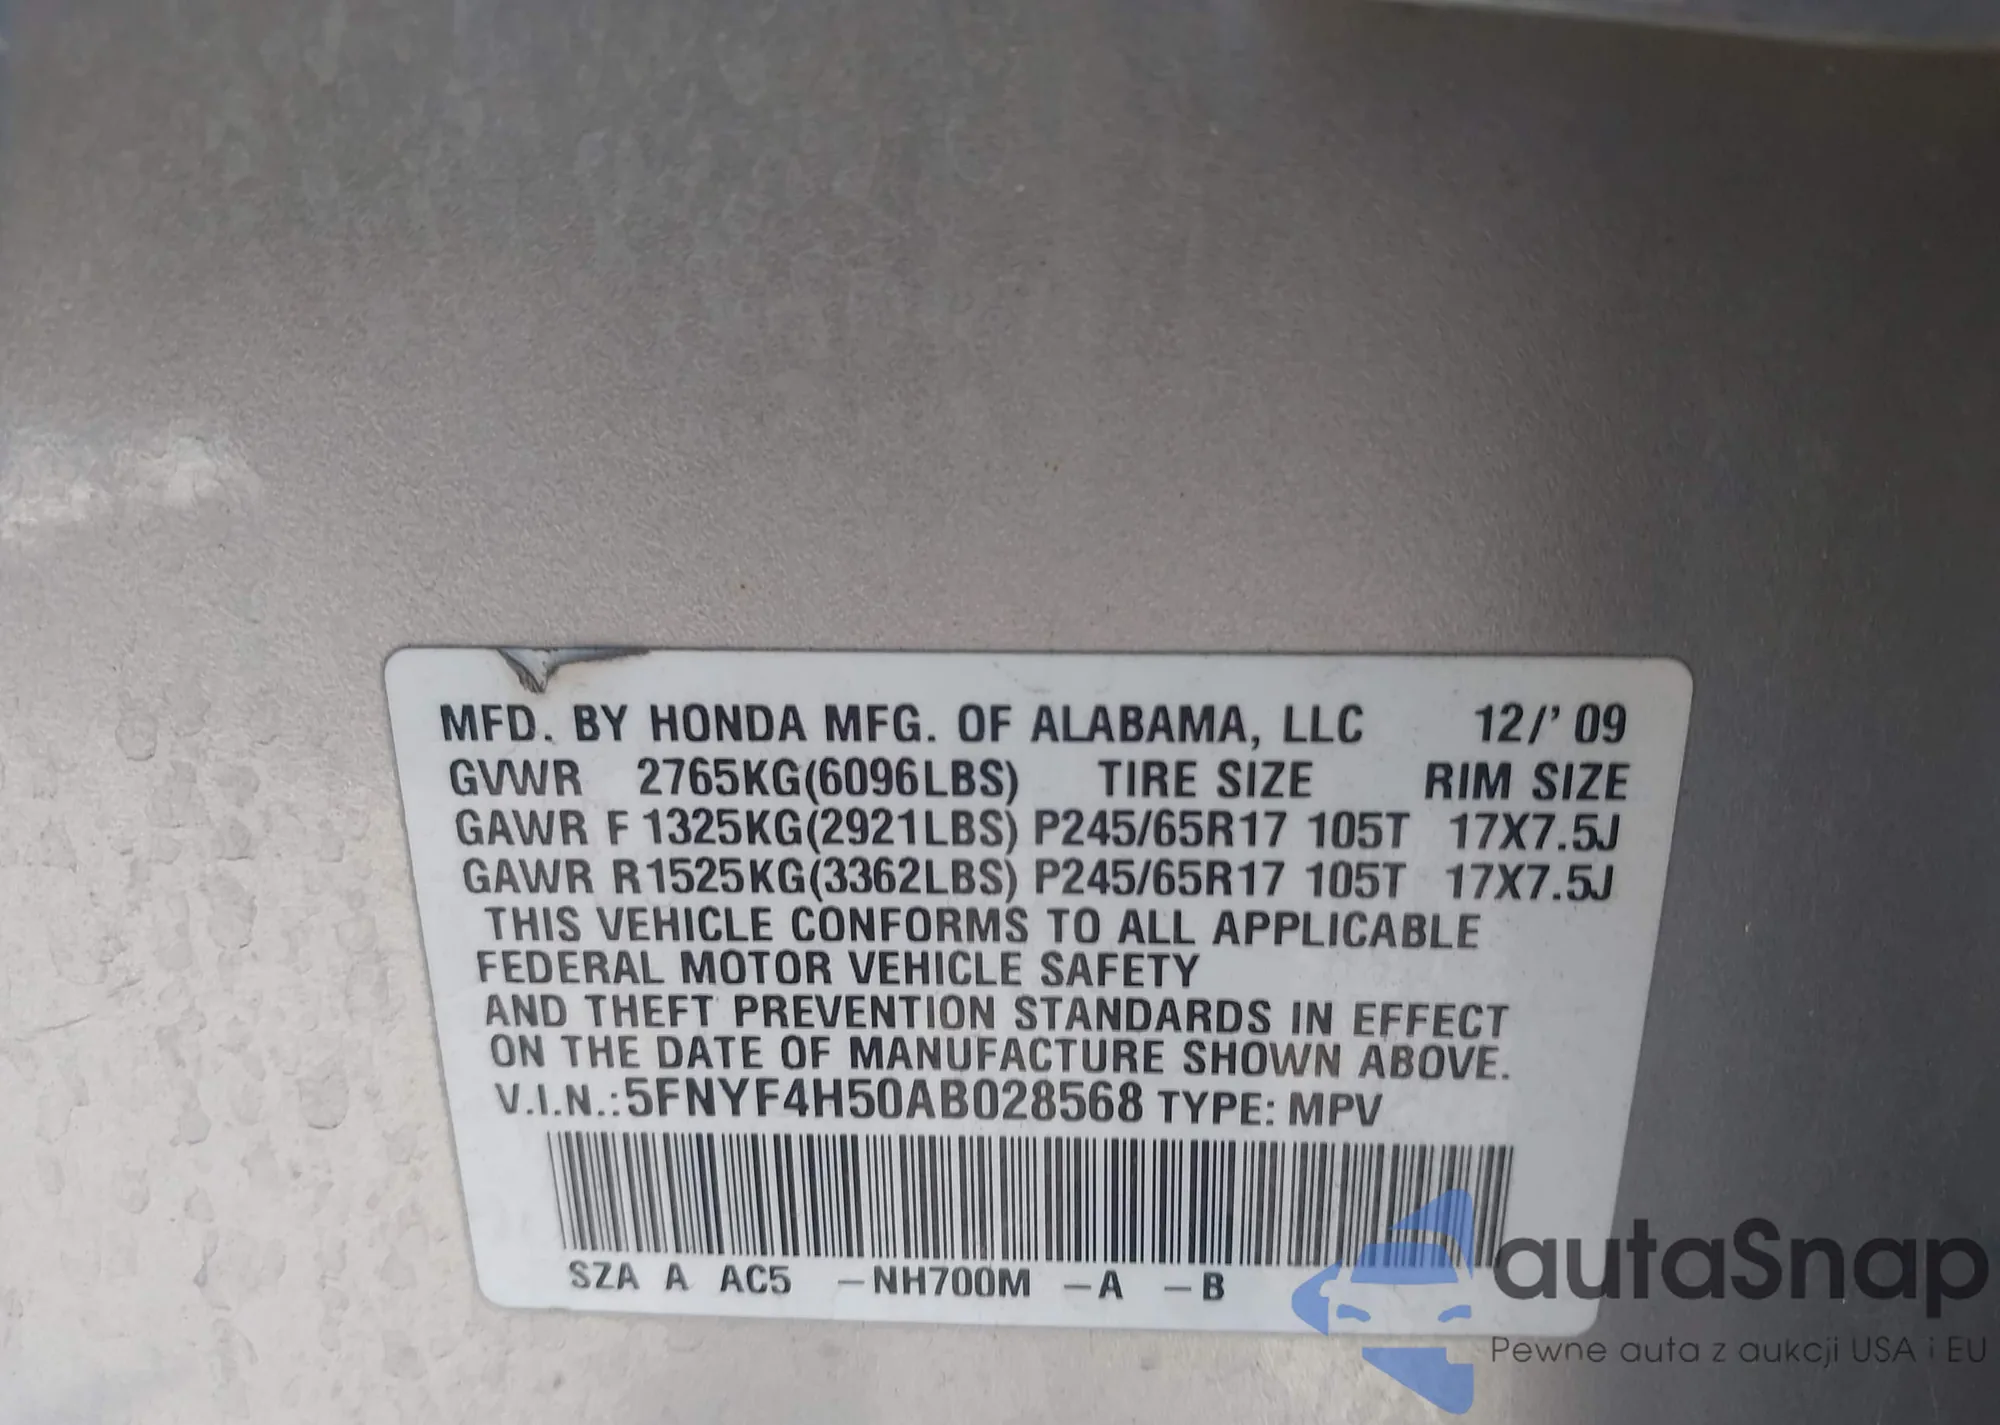 MFD. BY HONDA MFG. OF ALABAMA, LLC 12/' 09
GVWR 2765KG(6096LBS) TIRE SIZE RIM SIZE
GAWR F 1325KG(2921LBS) P245/65R17 105T 17X7.5J
GAWR R1525KG(3362LBS) P245/65R17 105T 17X7.5J
THIS VEHICLE CONFORMS TO ALL APPLICABLE
FEDERAL MOTOR VEHICLE SAFETY
AND THEFT PREVENTION STANDARDS IN EFFECT
ON THE DATE OF MANUFACTURE SHOWN ABOVE.
V.I.N.:5FNYF4H50AB028568 TYPE: MPV
SZA A AC5 –NH700M –A –B
autaSnap
Pewne auta z aukcji USA i EU